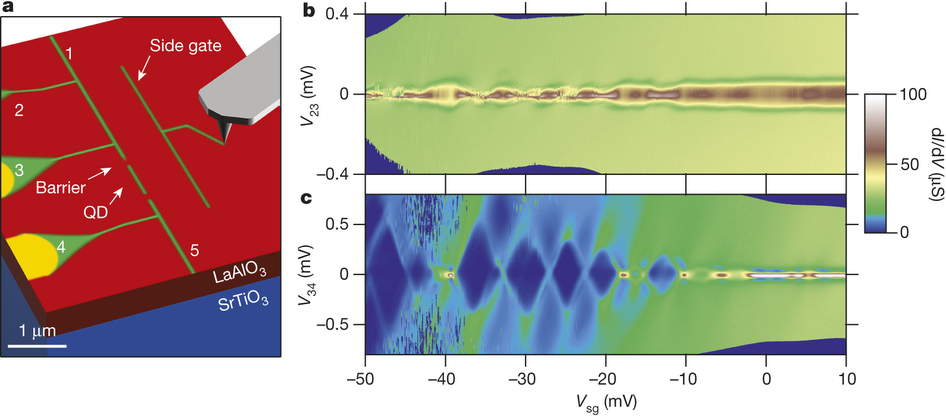 a
1
Side gate
2
3
Barrier
QD
4
5
LaAlO₃
SrTiO₃
1 μm
b
0.4
0
−0.4
V₂₃ (mV)
c
0.5
0
−0.5
V₃₄ (mV)
−50 −40 −30 −20 −10 0 10
Vsg (mV)
100
50
0
dI/dV (μS)